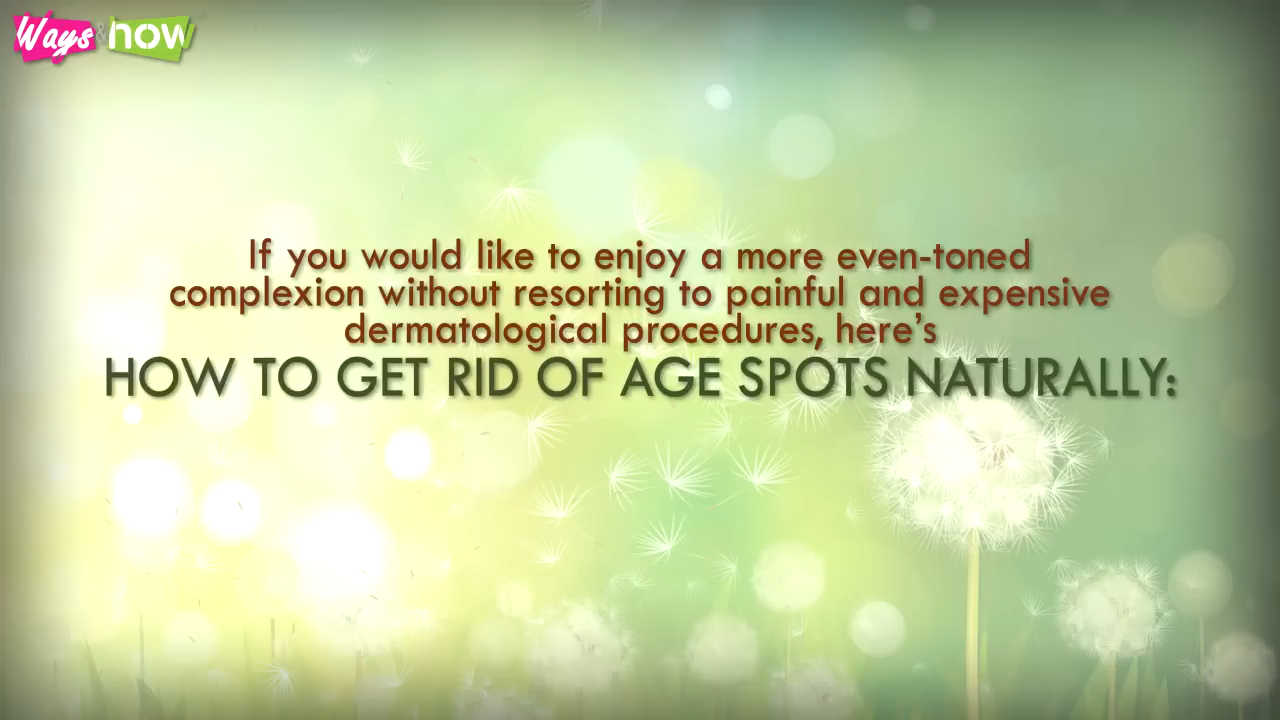 Ways & how
If you would like to enjoy a more even-toned
complexion without resorting to painful and expensive
dermatological procedures, here's
HOW TO GET RID OF AGE SPOTS NATURALLY: